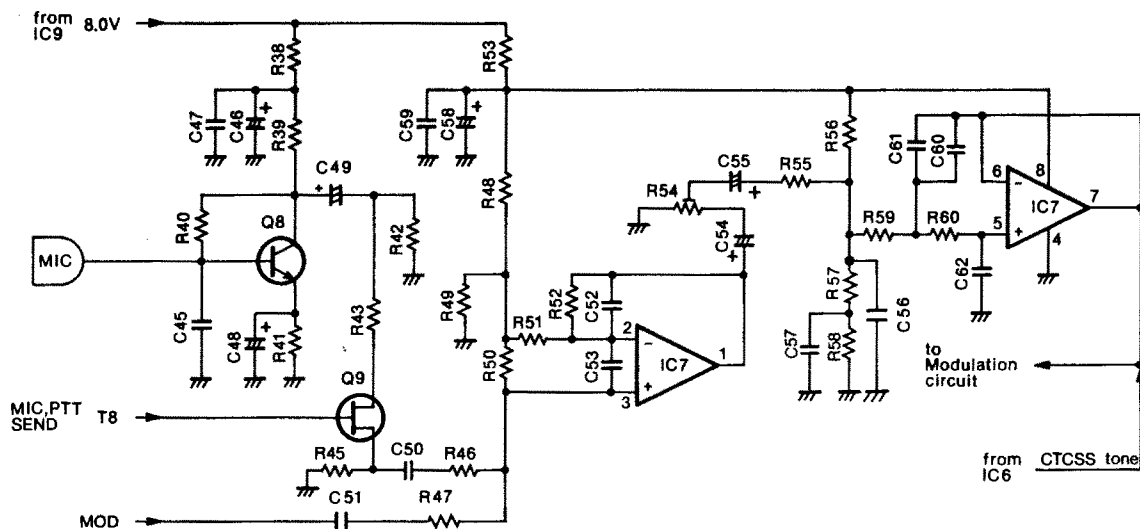 from
IC9 8.0V
R38
R53
C47
C46
+
R39
C59
C58
+
R56
C61
C60
C49
+
R48
C55
+
R55
R54
6
-
8
IC7
7
5
+
4
R40
Q8
R42
C54
+
R59
R60
MIC
C62
R49
R52
C52
R57
C56
C45
C48
+
R41
R43
R51
2
-
IC7
1
C53
+
3
R50
C57
R58
to
Modulation
circuit
Q9
MIC,PTT
SEND T8
R45
C50
R46
from
IC6 CTCSS tone
C51
R47
MOD